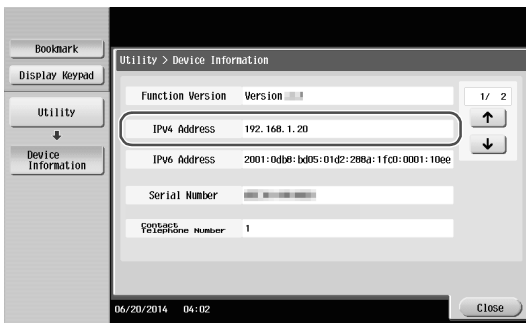 Bookmark
Display Keypad
Utility
Device
Information
Utility > Device Information
Function Version Version
1/ 2
IPv4 Address 192.168.1.20
IPv6 Address 2001:0db8:bd05:01d2:288a:1fc0:0001:10ee
Serial Number
Contact
Telephone Number 1
06/20/2014 04:02
Close